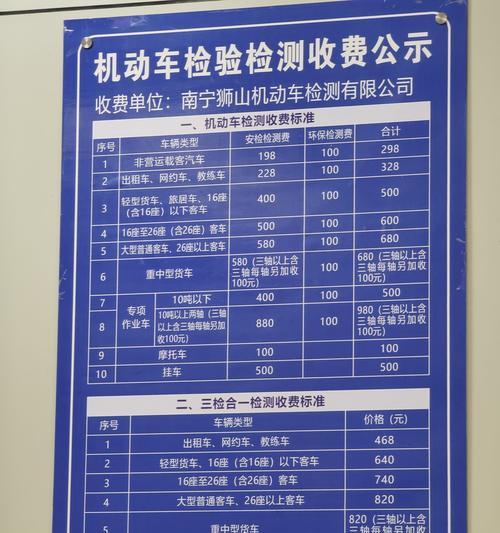 机动车检验检测收费公示
收费单位：南宁狮山机动车检测有限公司
一、机动车检测收费标准
序号 车辆类型 安检检测费 环保检测费 合计
1 非营运载客汽车 198 100 298
2 出租车、网约车、教练车 228 100 328
3 轻型货车、旅居车、16座
（含16座）以下客车 400 100 500
4 16座至26座（含26座）客车 500 100 600
5 大型普通客车、26座以上客车 580 100 680
6 重中型货车 580（三轴以上含
三轴每轴另加收
100元） 100 680（三轴以上含
三轴每轴另加收
100元）
7 专项
作业车 10吨以下 400 100 500
8 10吨以上两轴（三轴
以上含三轴每轴另加
收100元） 880 100 980（三轴以上含
三轴每轴另加收
100元）
9 摩托车 100 100
10 挂车 500 500
二、三检合一检测收费标准
序号 车辆类型 价格（元）
1 出租车、网约车、教练车 468
2 轻型货车、16座（含16座）以下客车 640
3 16座至26座（含26座）客车 740
4 大型普通客车、26座以上客车 820
5 重中型货车 820（三轴以上含
三轴每轴另加收